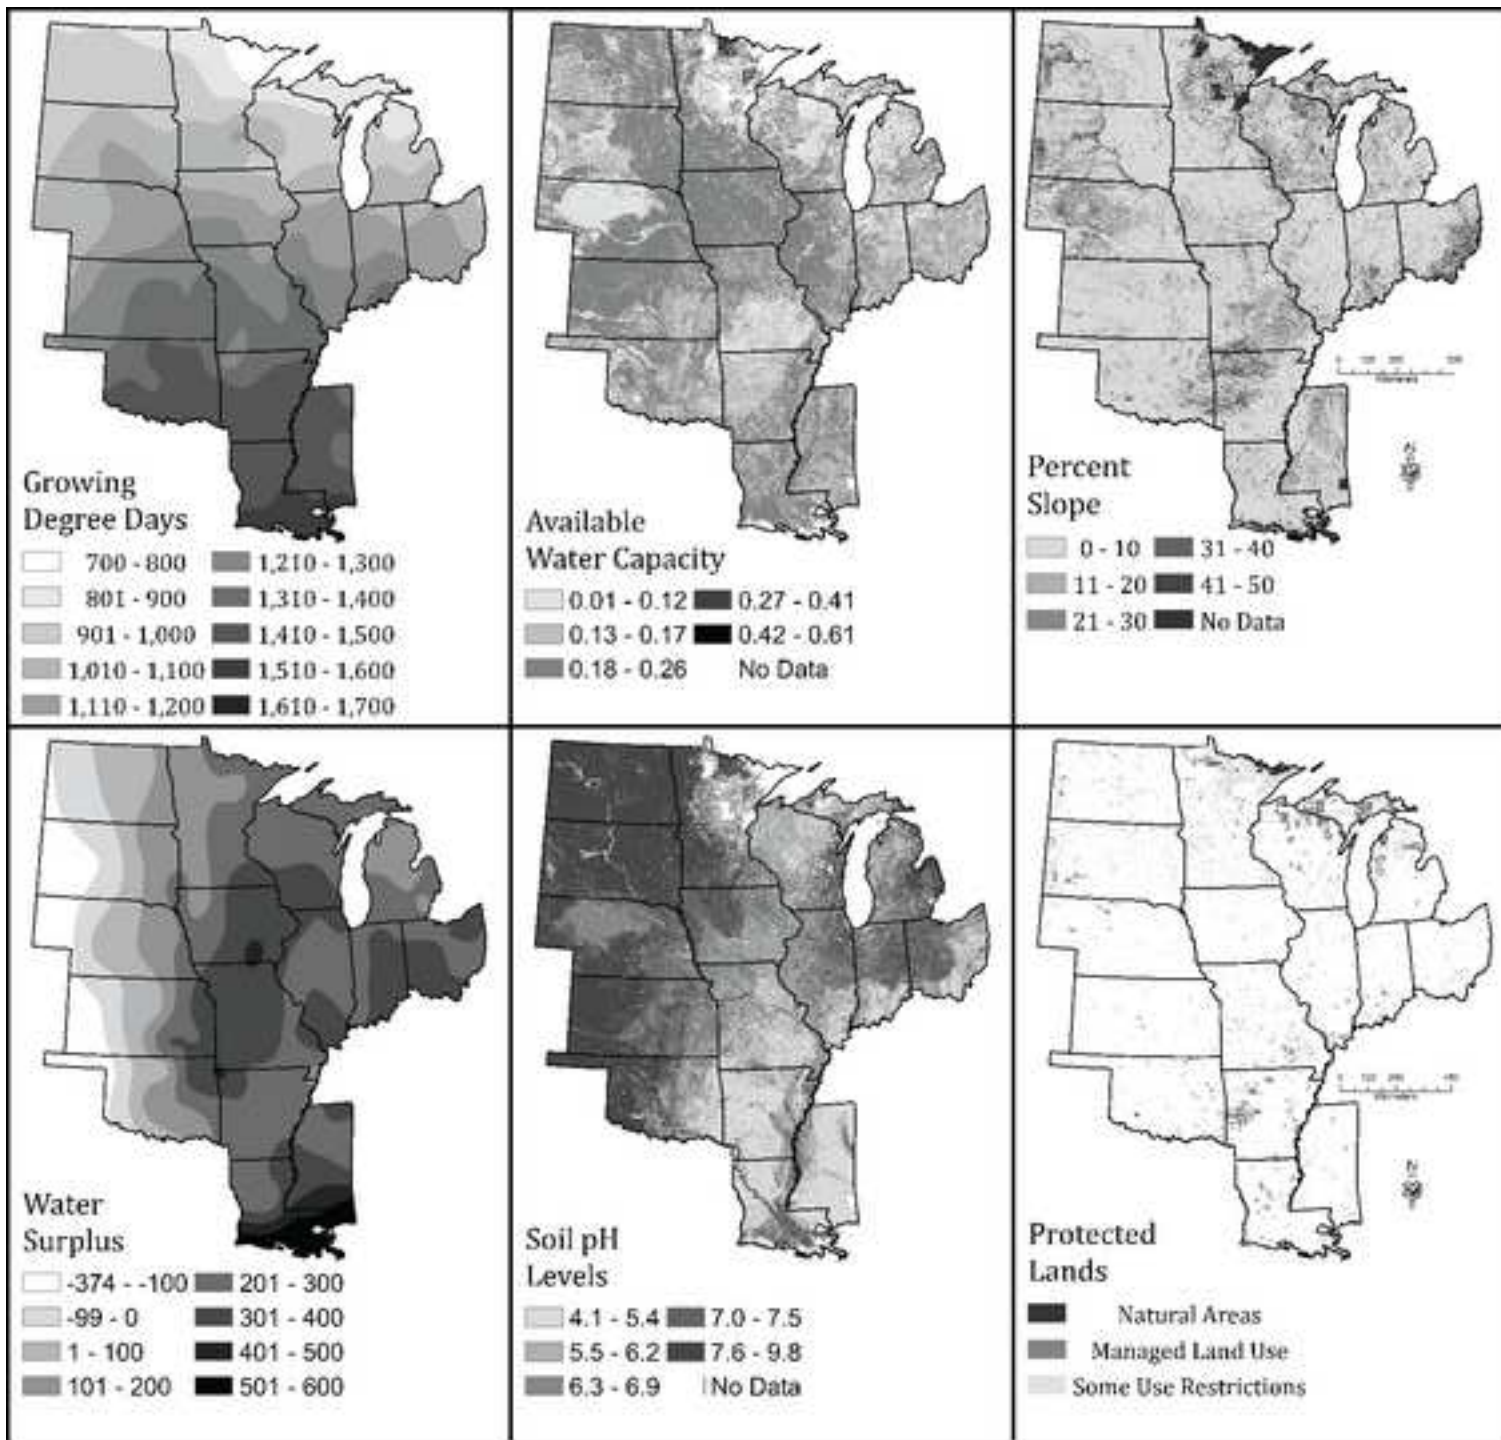 Growing
Degree Days
700 - 800
1,210 - 1,300
801 - 900
1,310 - 1,400
901 - 1,000
1,410 - 1,500
1,010 - 1,100
1,510 - 1,600
1,110 - 1,200
1,610 - 1,700
Available
Water Capacity
0.01 - 0.12
0.27 - 0.41
0.13 - 0.17
0.42 - 0.61
0.18 - 0.26
No Data
Percent
Slope
0 - 10
31 - 40
11 - 20
41 - 50
21 - 30
No Data
N
Water
Surplus
-374 - -100
201 - 300
-99 - 0
301 - 400
1 - 100
401 - 500
101 - 200
501 - 600
Soil pH
Levels
4.1 - 5.4
7.0 - 7.5
5.5 - 6.2
7.6 - 9.8
6.3 - 6.9
No Data
N
Protected
Lands
Natural Areas
Managed Land Use
Some Use Restrictions